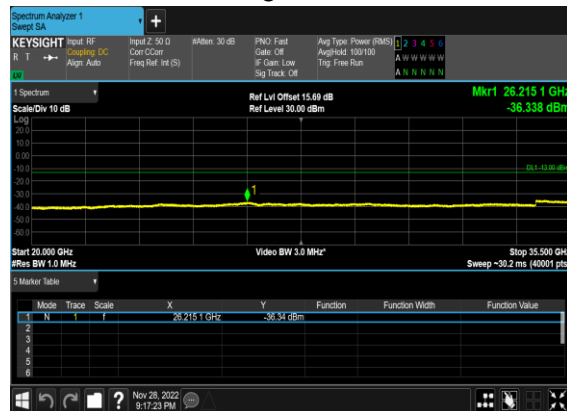 Spectrum Analyzer 1
Swept SA
+
KEYSIGHT Input: RF Input Z: 50 Ω #Atten: 30 dB PNO: Fast Avg Type: Power (RMS) 1 2 3 4 5 6
R T Coupling: DC Corr CCorr Gate: Off Avg|Hold: 100/100 A W W W W W
Align: Auto Freq Ref: Int (S) IF Gain: Low Trig: Free Run
LXI Sig Track: Off A N N N N N
1 Spectrum Ref Lvl Offset 15.69 dB Mkr1 26.215 1 GHz
Scale/Div 10 dB Ref Level 30.00 dBm -36.338 dBm
Log
20.0
10.0
0.00
-10.0 DL1 -13.00 dBm
-20.0
-30.0 1
-40.0
-50.0
-60.0
Start 20.000 GHz Video BW 3.0 MHz* Stop 35.500 GHz
#Res BW 1.0 MHz Sweep ~30.2 ms (40001 pts)
5 Marker Table
Mode Trace Scale X Y Function Function Width Function Value
1 N 1 f 26.215 1 GHz -36.34 dBm
2
3
4
5
6
? Nov 28, 2022
9:17:23 PM